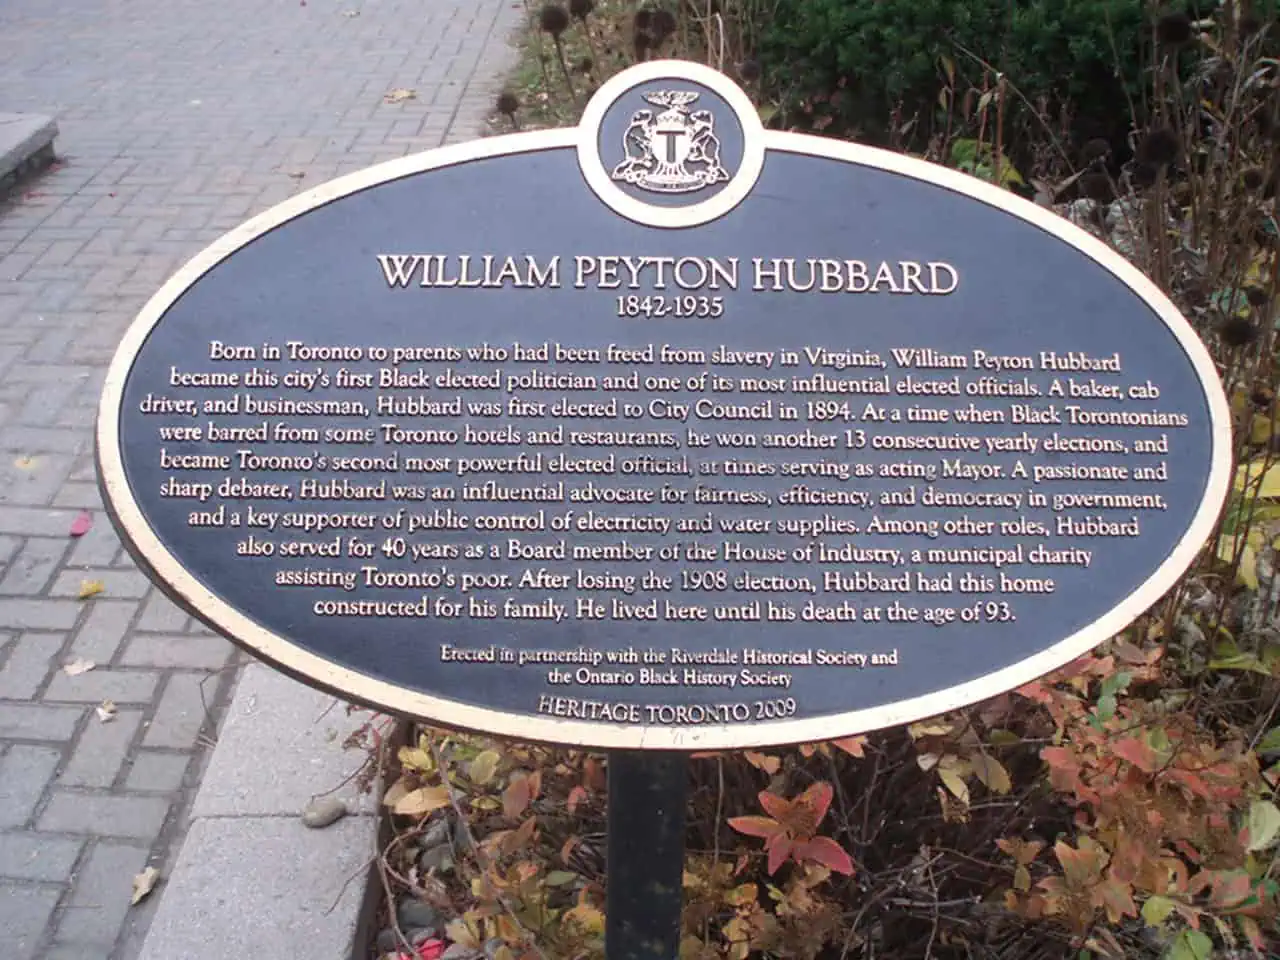 T
WILLIAM PEYTON HUBBARD
1842-1935
Born in Toronto to parents who had been freed from slavery in Virginia, William Peyton Hubbard
became this city's first Black elected politician and one of its most influential elected officials. A baker, cab
driver, and businessman, Hubbard was first elected to City Council in 1894. At a time when Black Torontonians
were barred from some Toronto hotels and restaurants, he won another 13 consecutive yearly elections, and
became Toronto's second most powerful elected official, at times serving as acting Mayor. A passionate and
sharp debater, Hubbard was an influential advocate for fairness, efficiency, and democracy in government,
and a key supporter of public control of electricity and water supplies. Among other roles, Hubbard
also served for 40 years as a Board member of the House of Industry, a municipal charity
assisting Toronto's poor. After losing the 1908 election, Hubbard had this home
constructed for his family. He lived here until his death at the age of 93.
Erected in partnership with the Riverdale Historical Society and
the Ontario Black History Society
HERITAGE TORONTO 2009